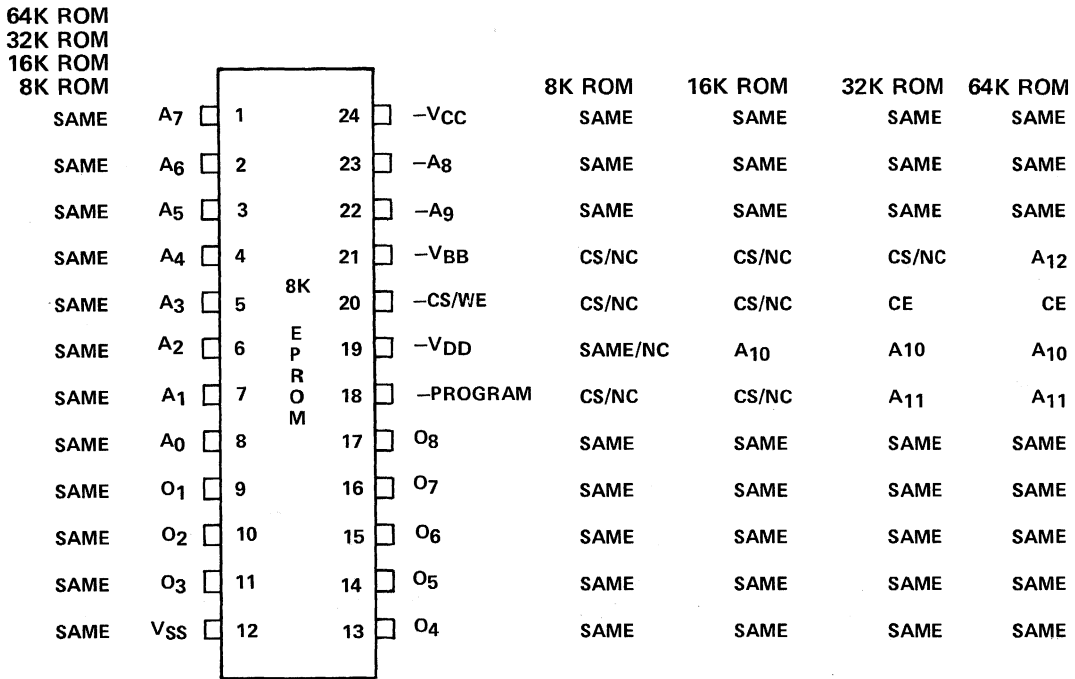 64K ROM
32K ROM
16K ROM
8K ROM 8K ROM 16K ROM 32K ROM 64K ROM
SAME A7 1 24 –VCC SAME SAME SAME SAME
SAME A6 2 23 –A8 SAME SAME SAME SAME
SAME A5 3 22 –A9 SAME SAME SAME SAME
SAME A4 4 21 –VBB CS/NC CS/NC CS/NC A12
8K
SAME A3 5 20 –CS/WE CS/NC CS/NC CE CE
EPROM
SAME A2 6 19 –VDD SAME/NC A10 A10 A10
SAME A1 7 18 –PROGRAM CS/NC CS/NC A11 A11
SAME A0 8 17 O8 SAME SAME SAME SAME
SAME O1 9 16 O7 SAME SAME SAME SAME
SAME O2 10 15 O6 SAME SAME SAME SAME
SAME O3 11 14 O5 SAME SAME SAME SAME
SAME VSS 12 13 O4 SAME SAME SAME SAME